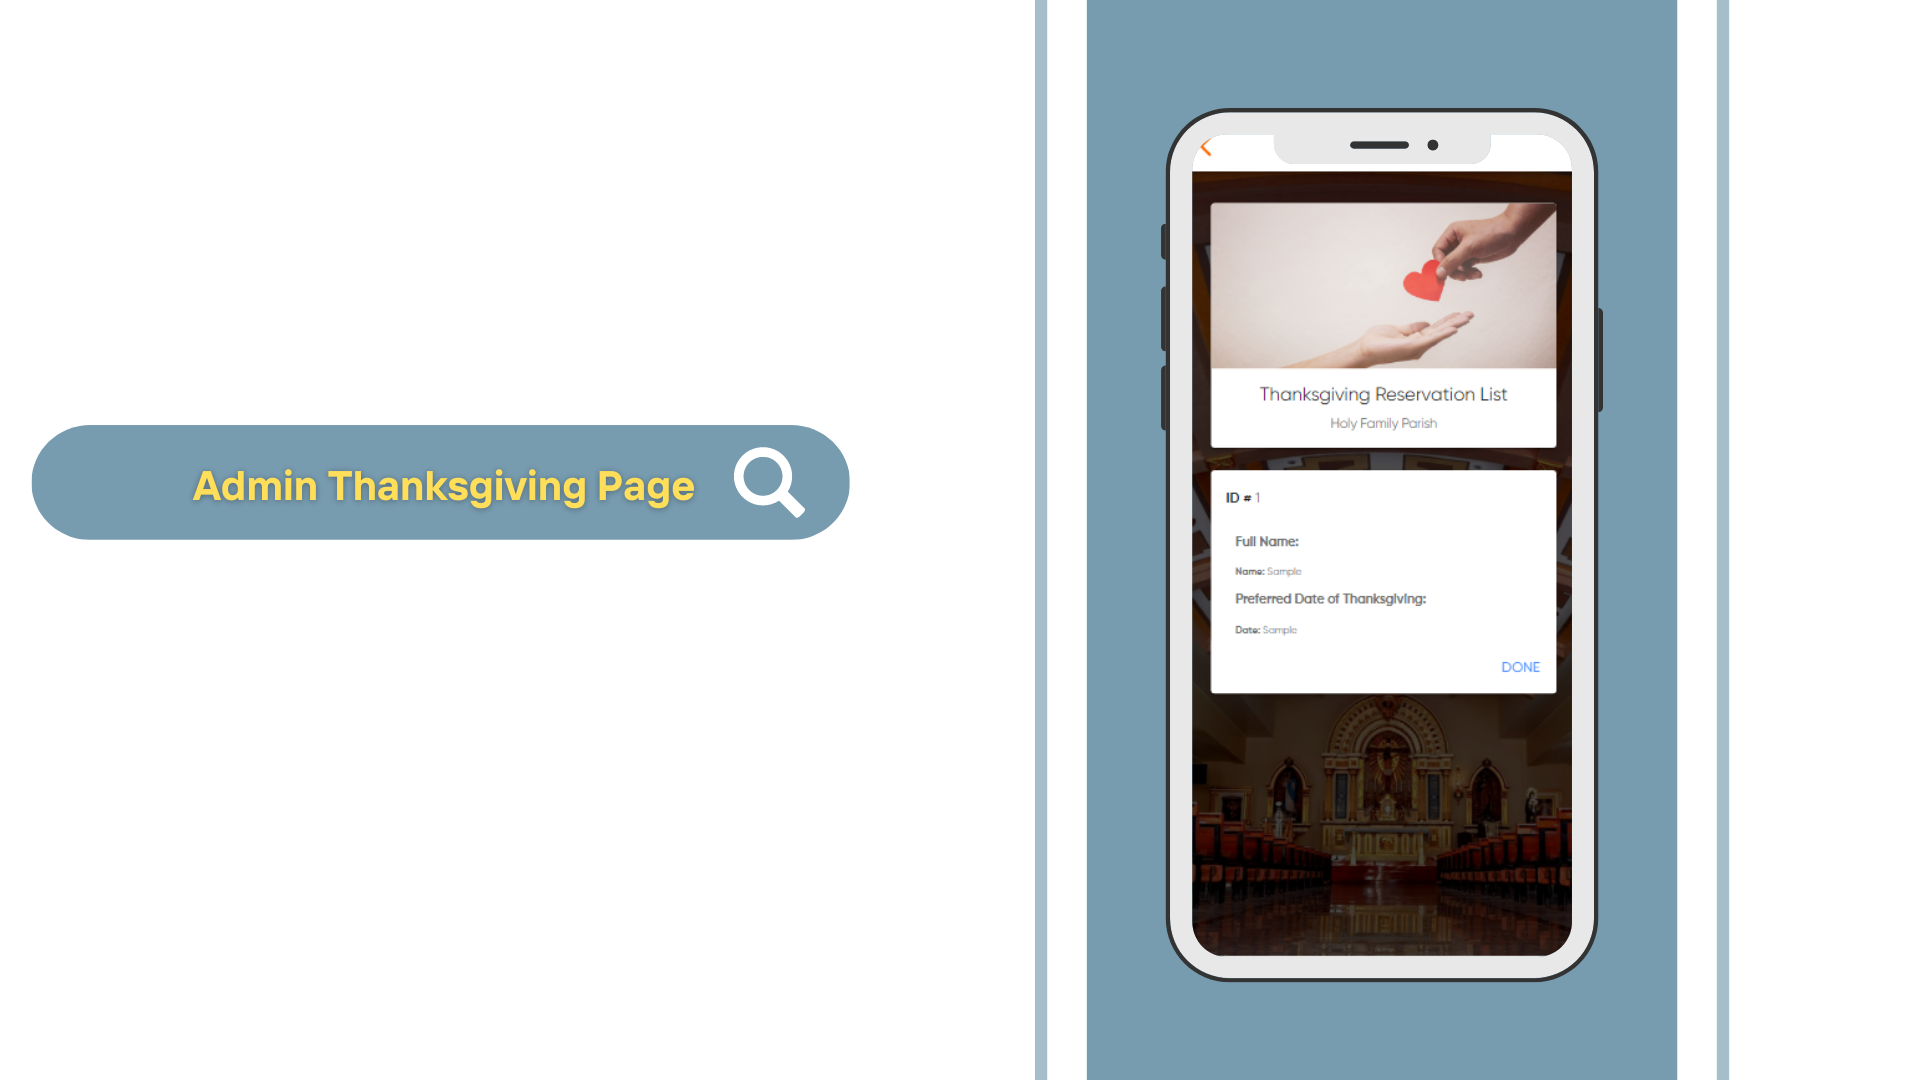 Admin Thanksgiving Page
Thanksgiving Reservation List
Holy Family Parish
ID # 1
Full Name:
Name: Sample
Preferred Date of Thanksgiving:
Date: Sample
DONE